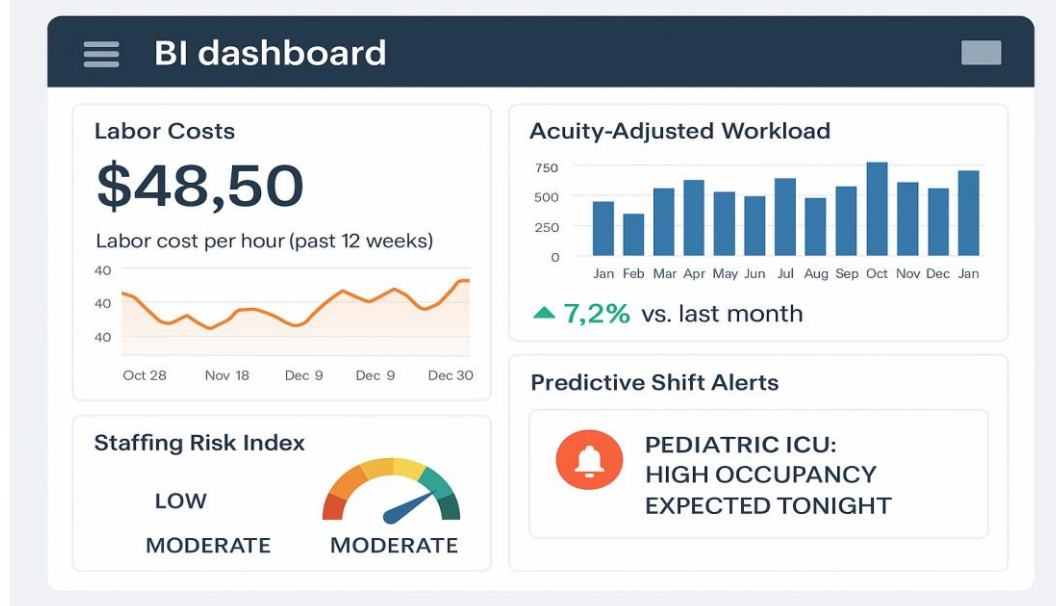 BI dashboard
Labor Costs
$48,50
Labor cost per hour (past 12 weeks)
40
40
40
Oct 28 Nov 18 Dec 9 Dec 9 Dec 30
Staffing Risk Index
LOW
MODERATE
MODERATE
Acuity-Adjusted Workload
750
500
250
0
Jan Feb Mar Apr May Jun Jul Aug Sep Oct Nov Dec Jan
7,2% vs. last month
Predictive Shift Alerts
PEDIATRIC ICU:
HIGH OCCUPANCY
EXPECTED TONIGHT